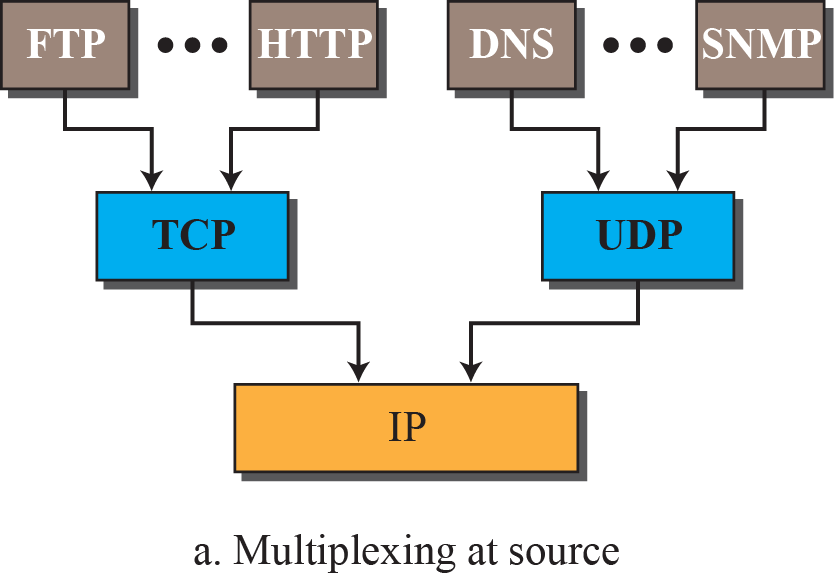 FTP ••• HTTP DNS ••• SNMP
TCP UDP
IP
a. Multiplexing at source